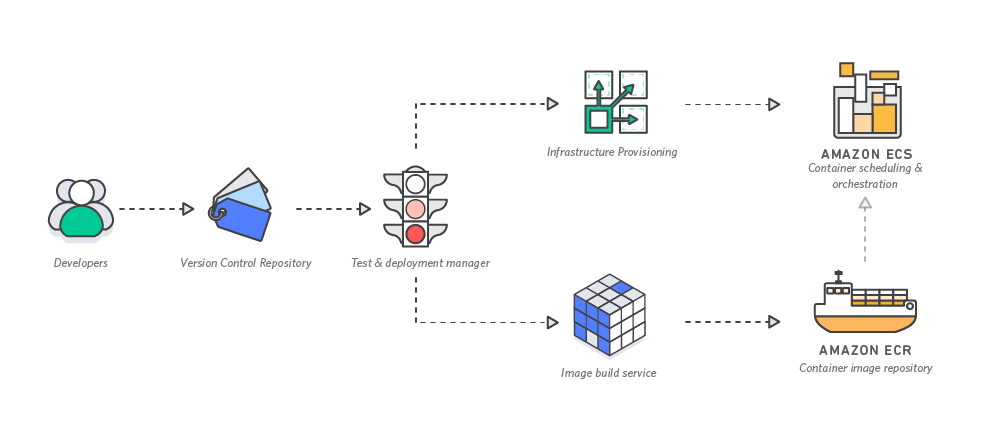 Infrastructure Provisioning
AMAZON ECS
Container scheduling &
orchestration
Developers
Version Control Repository
Test & deployment manager
Image build service
AMAZON ECR
Container image repository